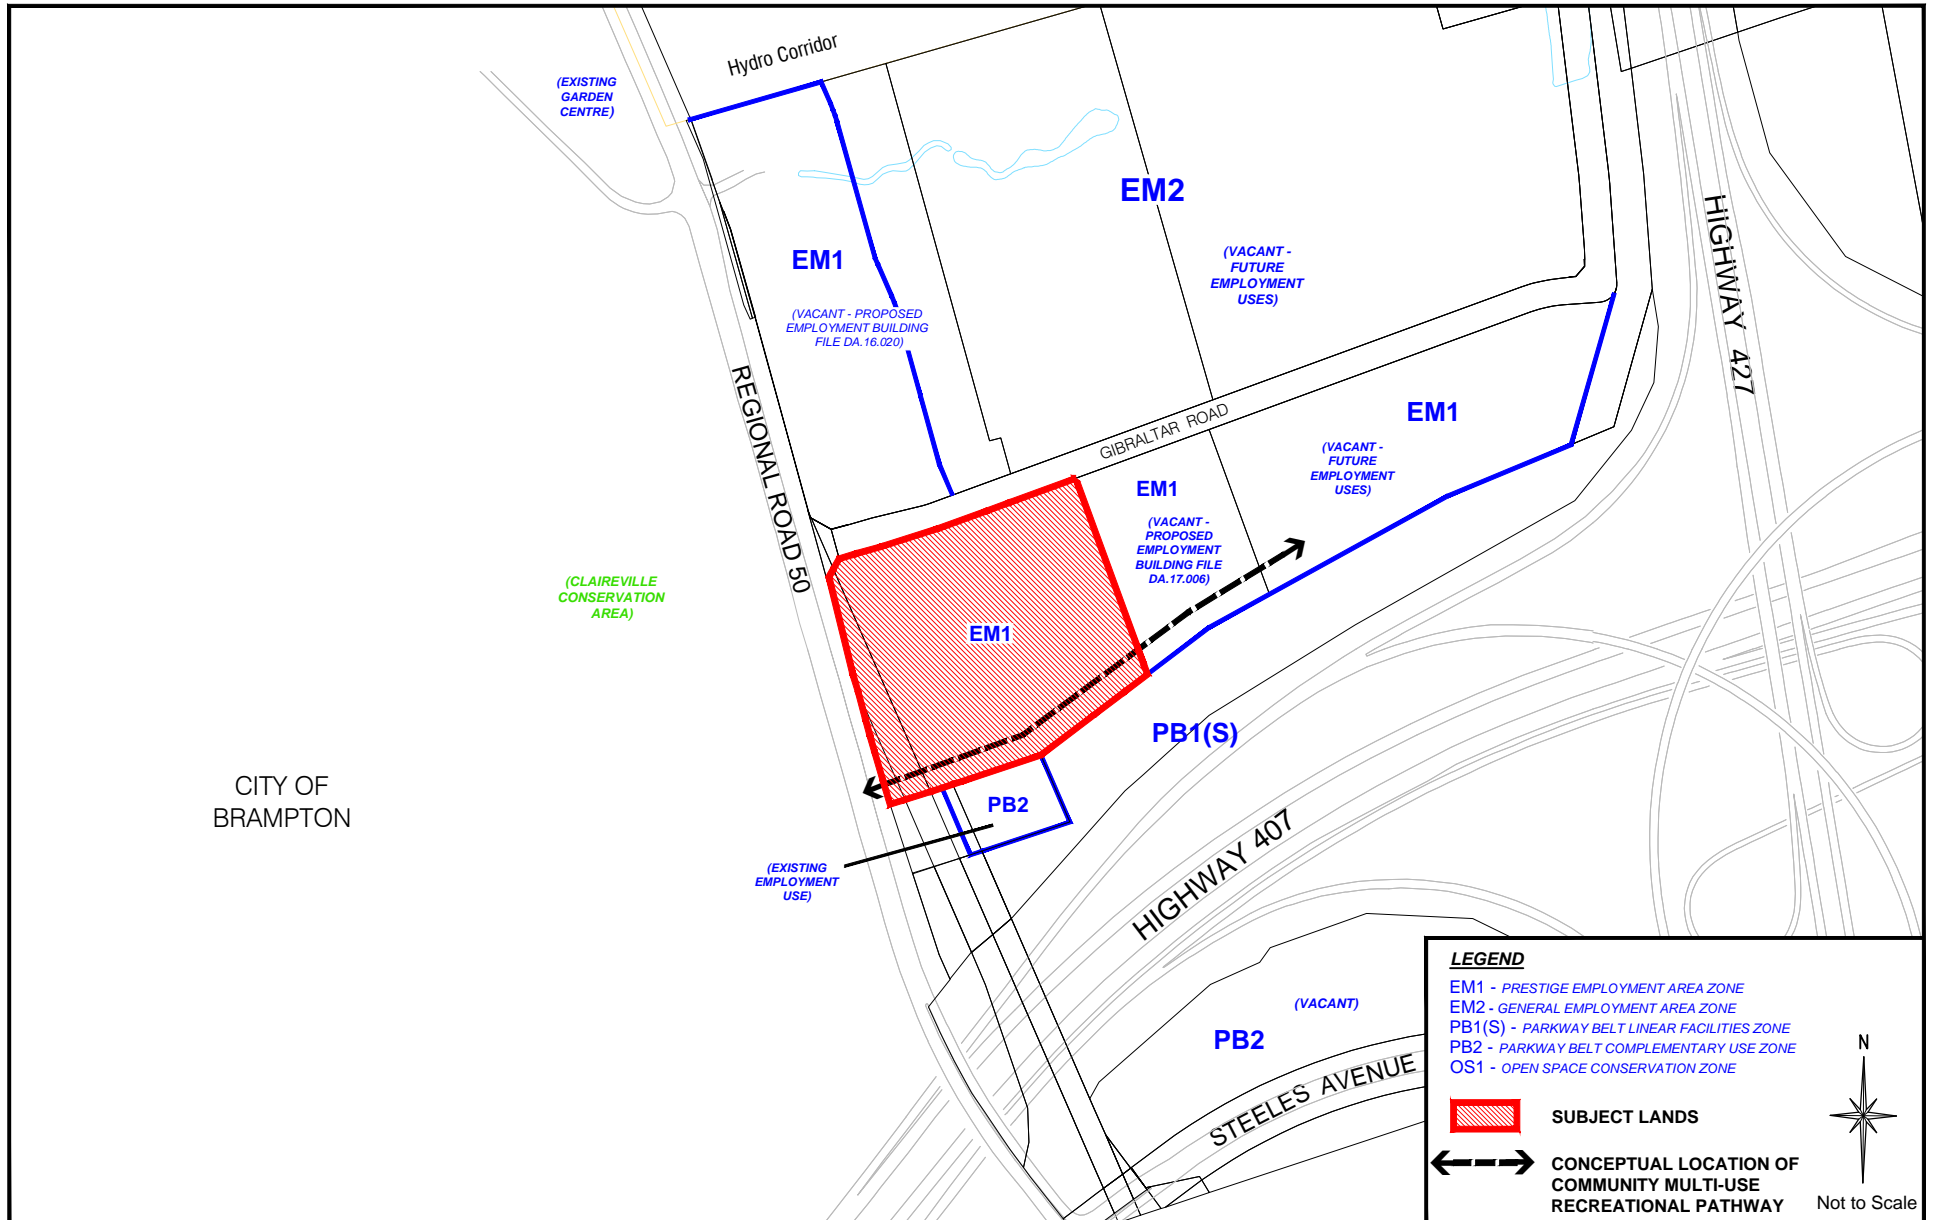 Hydro Corridor
(EXISTING
GARDEN
CENTRE)
EM2
EM1
(VACANT -
FUTURE
EMPLOYMENT
USES)
(VACANT - PROPOSED
EMPLOYMENT BUILDING
FILE DA.16.020)
HIGHWAY 427
REGIONAL ROAD 50
GIBRALTAR ROAD
EM1
(VACANT -
FUTURE
EMPLOYMENT
USES)
EM1
(VACANT -
PROPOSED
EMPLOYMENT
BUILDING FILE
DA.17.006)
(CLAIREVILLE
CONSERVATION
AREA)
EM1
PB1(S)
CITY OF
BRAMPTON
PB2
(EXISTING
EMPLOYMENT
USE)
HIGHWAY 407
(VACANT)
PB2
STEELES AVENUE
LEGEND
EM1 - PRESTIGE EMPLOYMENT AREA ZONE
EM2 - GENERAL EMPLOYMENT AREA ZONE
PB1(S) - PARKWAY BELT LINEAR FACILITIES ZONE
PB2 - PARKWAY BELT COMPLEMENTARY USE ZONE
OS1 - OPEN SPACE CONSERVATION ZONE
N
SUBJECT LANDS
CONCEPTUAL LOCATION OF
COMMUNITY MULTI-USE
RECREATIONAL PATHWAY
Not to Scale